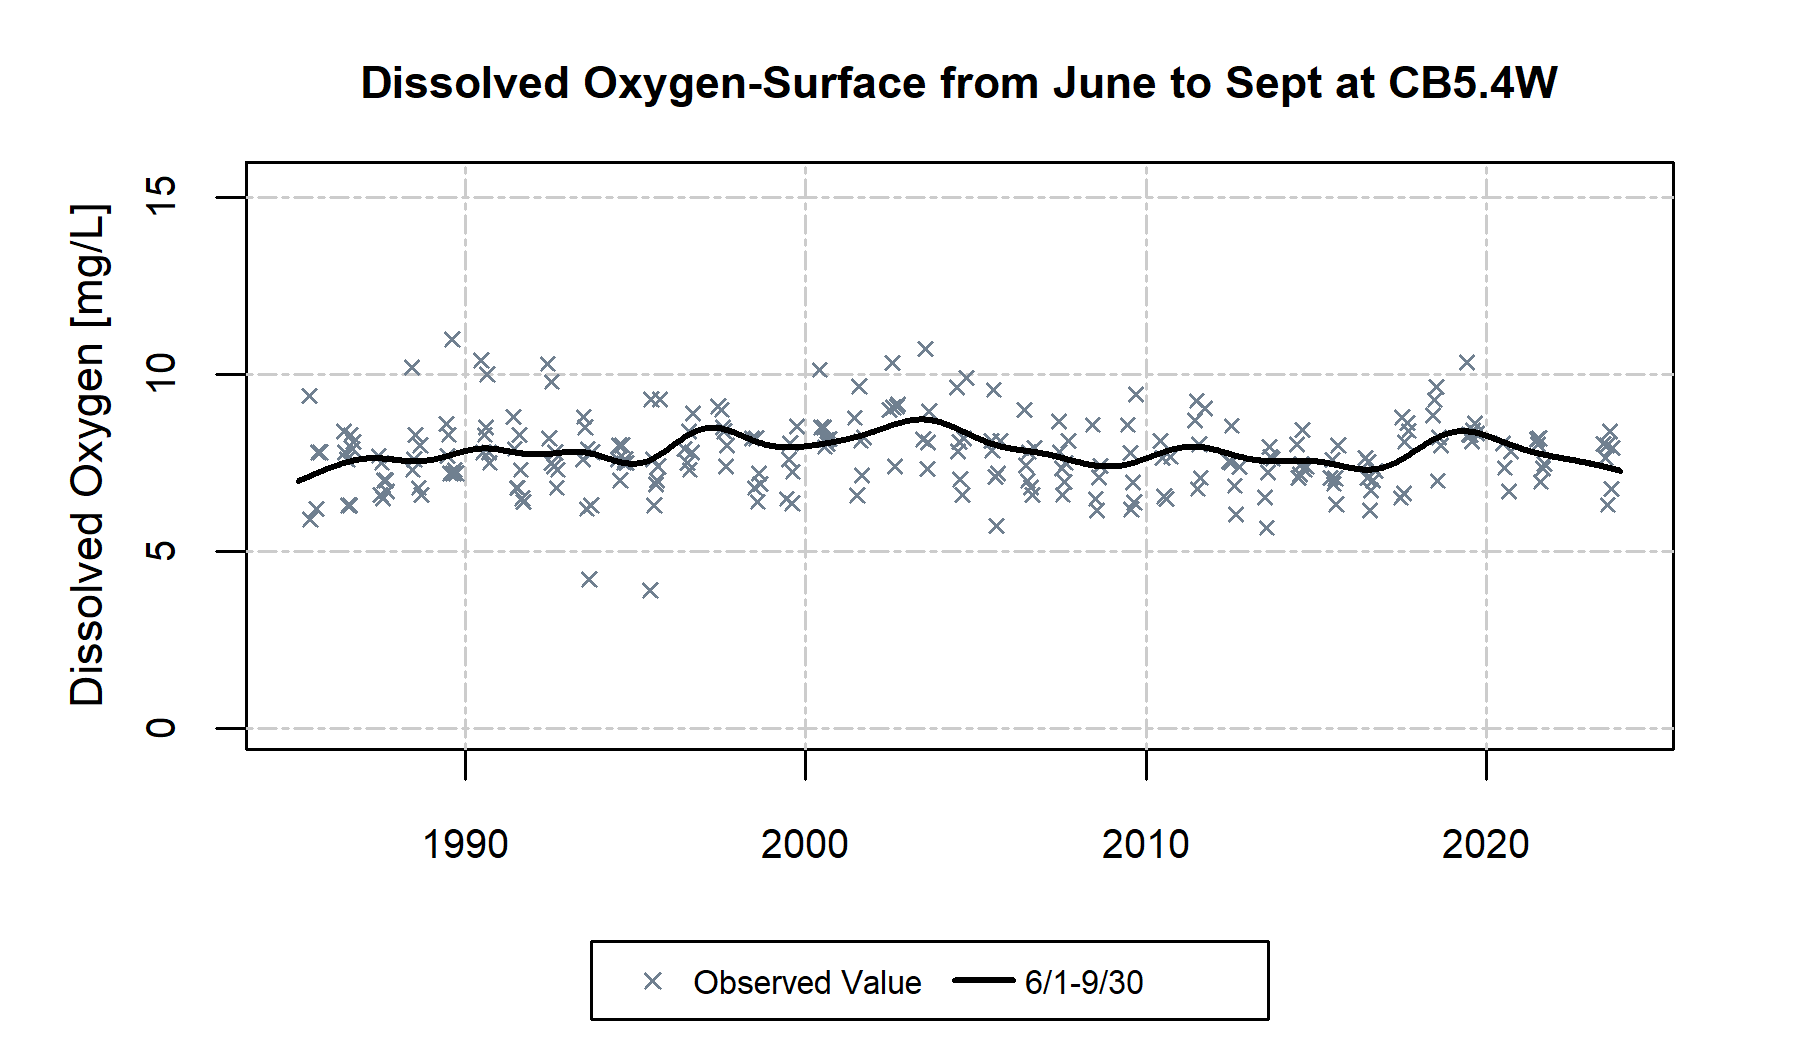 Dissolved Oxygen-Surface from June to Sept at CB5.4W
Dissolved Oxygen [mg/L]
15
10
5
0
1990 2000 2010 2020
Observed Value 6/1-9/30